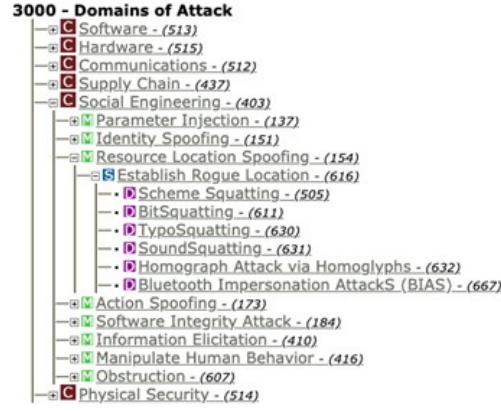 3000 - Domains of Attack
C Software - (513)
C Hardware - (515)
C Communications - (512)
C Supply Chain - (437)
C Social Engineering - (403)
M Parameter Injection - (137)
M Identity Spoofing - (151)
M Resource Location Spoofing - (154)
S Establish Rogue Location - (616)
D Scheme Squatting - (505)
D BitSquatting - (611)
D TypoSquatting - (630)
D SoundSquatting - (631)
D Homograph Attack via Homoglyphs - (632)
D Bluetooth Impersonation AttackS (BIAS) - (667)
M Action Spoofing - (173)
M Software Integrity Attack - (184)
M Information Elicitation - (410)
M Manipulate Human Behavior - (416)
M Obstruction - (607)
C Physical Security - (514)